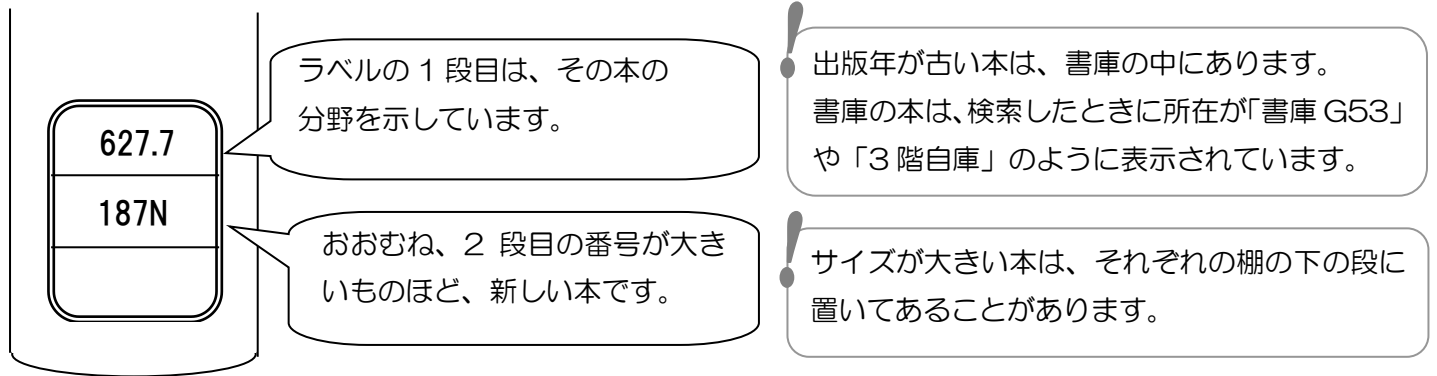 627.7
187N
ラベルの 1 段目は、その本の
分野を示しています。
おおむね、2 段目の番号が大き
いものほど、新しい本です。
出版年が古い本は、書庫の中にあります。
書庫の本は、検索したときに所在が「書庫 G53」
や「3 階自庫」のように表示されています。
サイズが大きい本は、それぞれの棚の下の段に
置いてあることがあります。